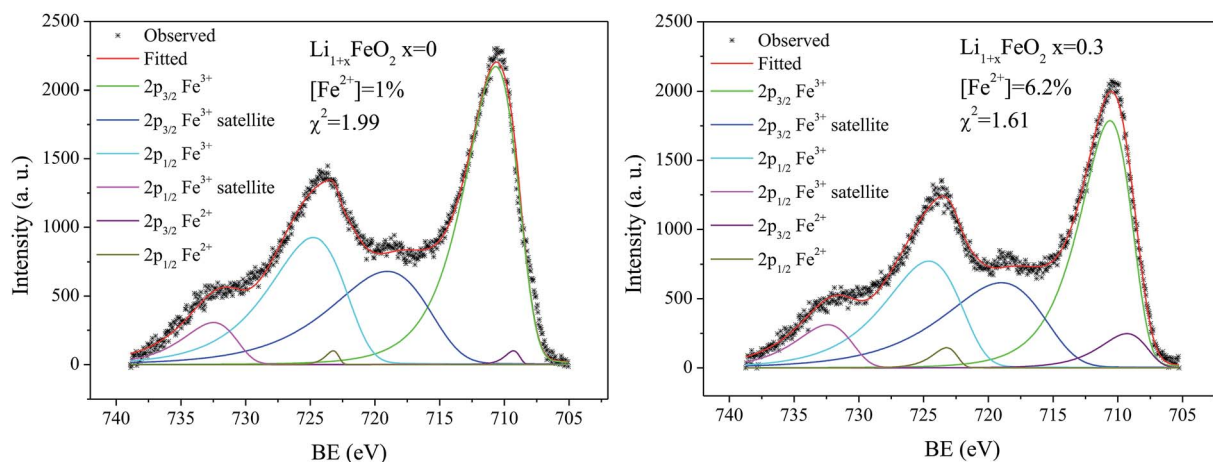 2500
2000
1500
1000
500
0
Intensity (a. u.)
Observed
Fitted
2p3/2 Fe3+
2p3/2 Fe3+ satellite
2p1/2 Fe3+
2p1/2 Fe3+ satellite
2p3/2 Fe2+
2p1/2 Fe2+
Li1+xFeO2 x=0
[Fe2+]=1%
χ2=1.99
740 735 730 725 720 715 710 705
BE (eV)
2500
2000
1500
1000
500
0
Intensity (a. u.)
Observed
Fitted
2p3/2 Fe3+
2p3/2 Fe3+ satellite
2p1/2 Fe3+
2p1/2 Fe3+ satellite
2p3/2 Fe2+
2p1/2 Fe2+
Li1+xFeO2 x=0.3
[Fe2+]=6.2%
χ2=1.61
740 735 730 725 720 715 710 705
BE (eV)